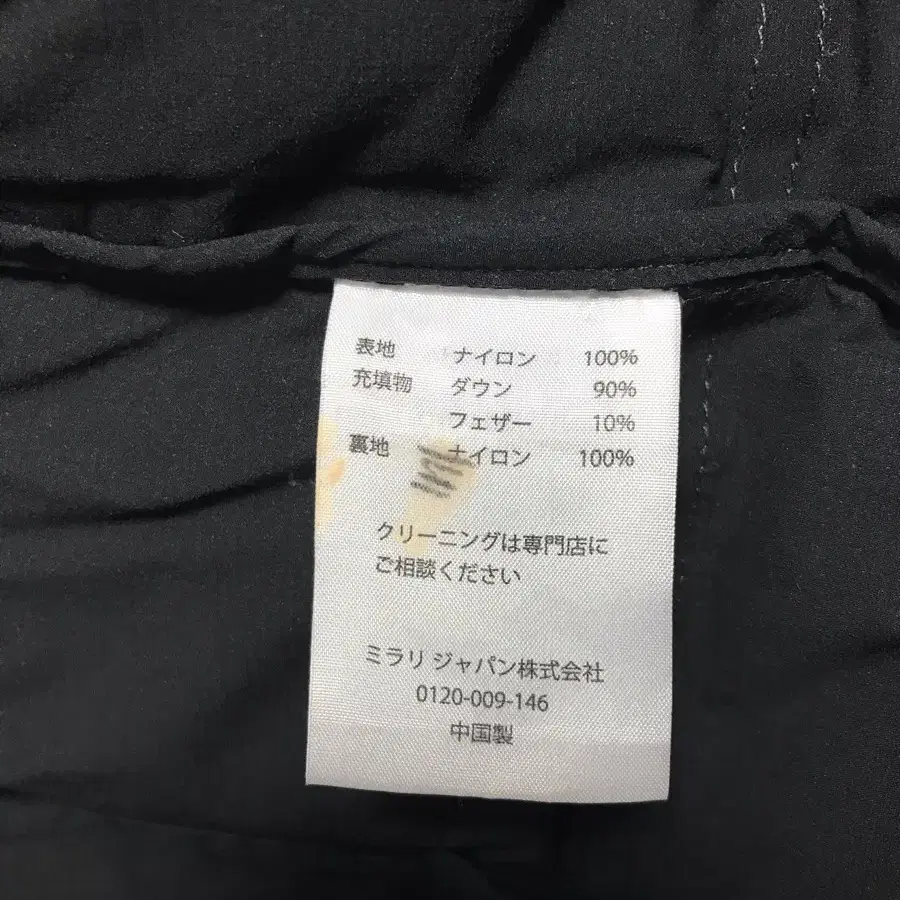 表地 ナイロン 100%
充填物 ダウン 90%
フェザー 10%
裏地 ナイロン 100%
クリーニングは専門店に
ご相談ください
ミラリ ジャパン株式会社
0120-009-146
中国製